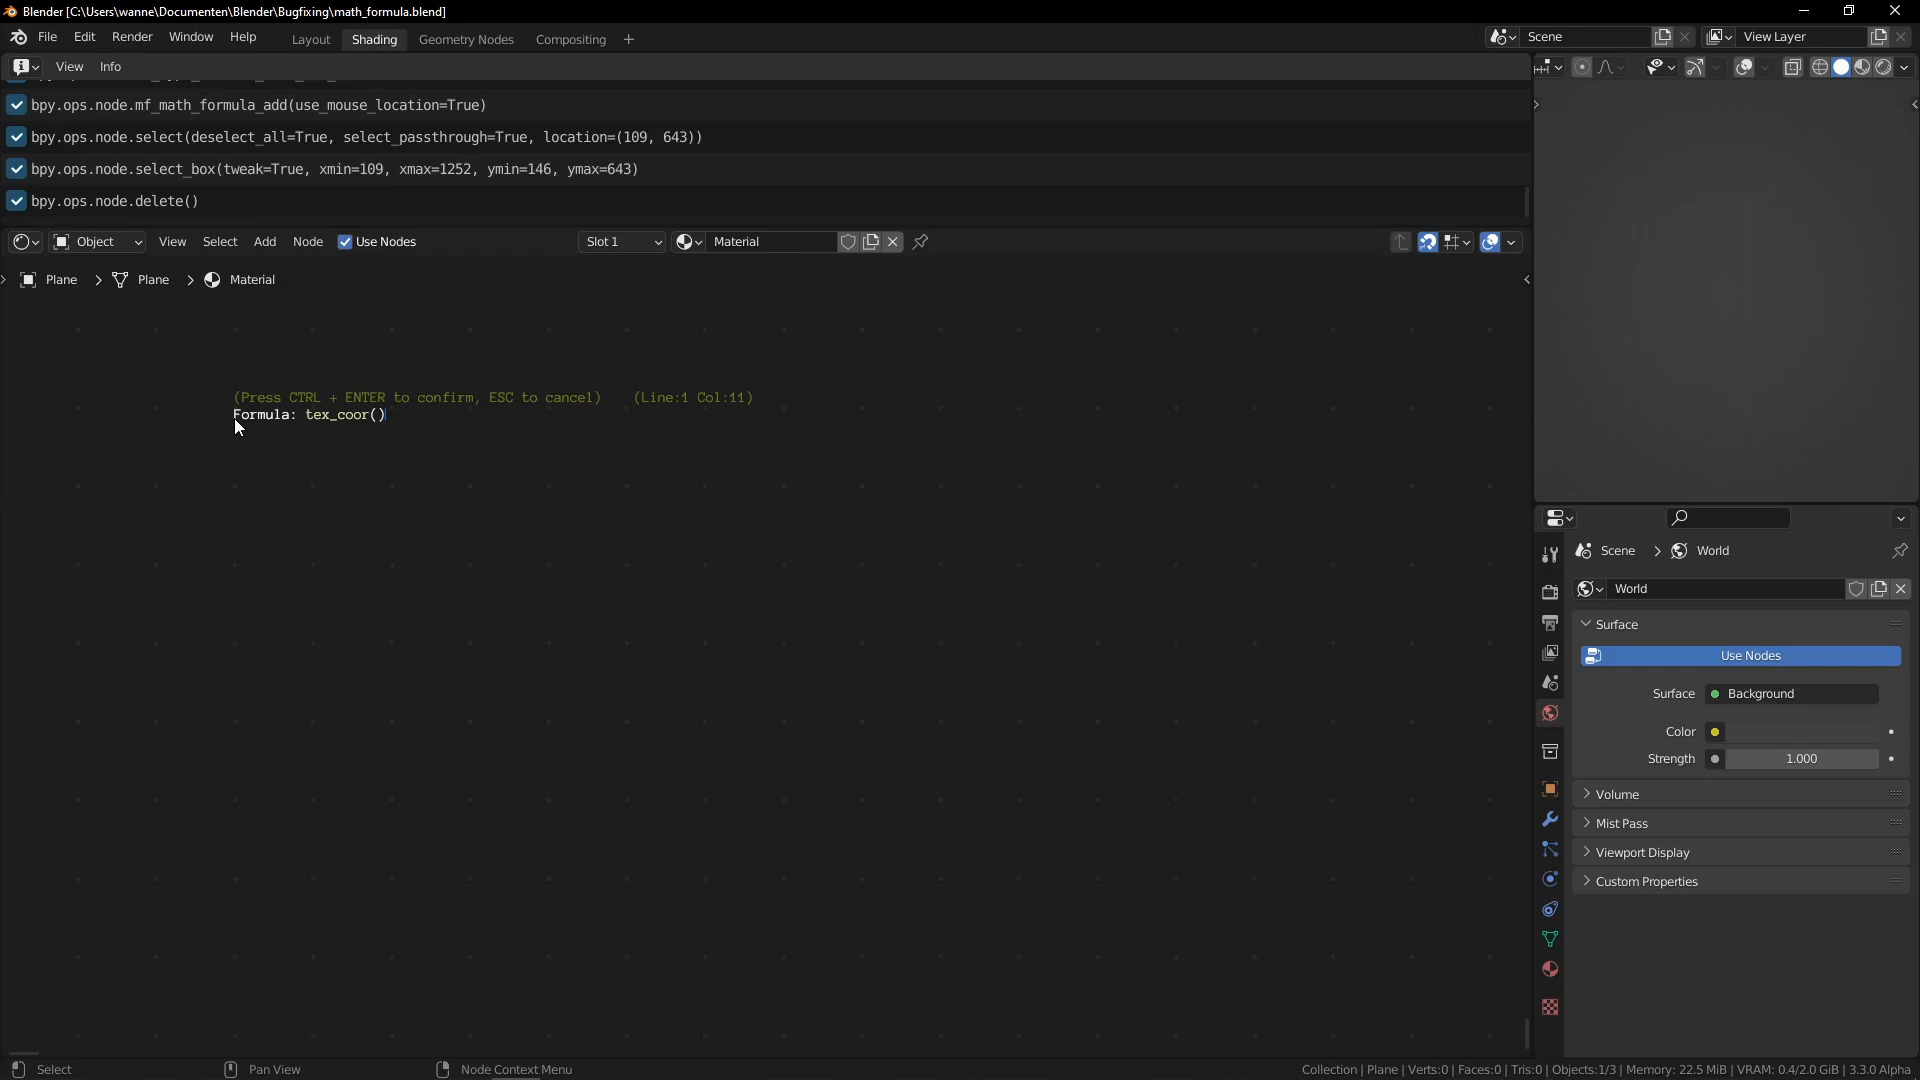 Blender [C:\Users\wanne\Documenten\Blender\Bugfixing\math_formula.blend]
File Edit Render Window Help Layout Shading Geometry Nodes Compositing + Scene View Layer
View Info
bpy.ops.node.mf_math_formula_add(use_mouse_location=True)
bpy.ops.node.select(deselect_all=True, select_passthrough=True, location=(109, 643))
bpy.ops.node.select_box(tweak=True, xmin=109, xmax=1252, ymin=146, ymax=643)
bpy.ops.node.delete()
Object View Select Add Node Use Nodes Slot 1 Material
Plane > Plane > Material
(Press CTRL + ENTER to confirm, ESC to cancel) (Line:1 Col:11)
Formula: tex_coor()
Scene > World
World
Surface
Use Nodes
Surface Background
Color
Strength 1.000
Volume
Mist Pass
Viewport Display
Custom Properties
Select Pan View Node Context Menu Collection | Plane | Verts:0 | Faces:0 | Tris:0 | Objects:1/3 | Memory: 22.5 MiB | VRAM: 0.4/2.0 GiB | 3.3.0 Alpha